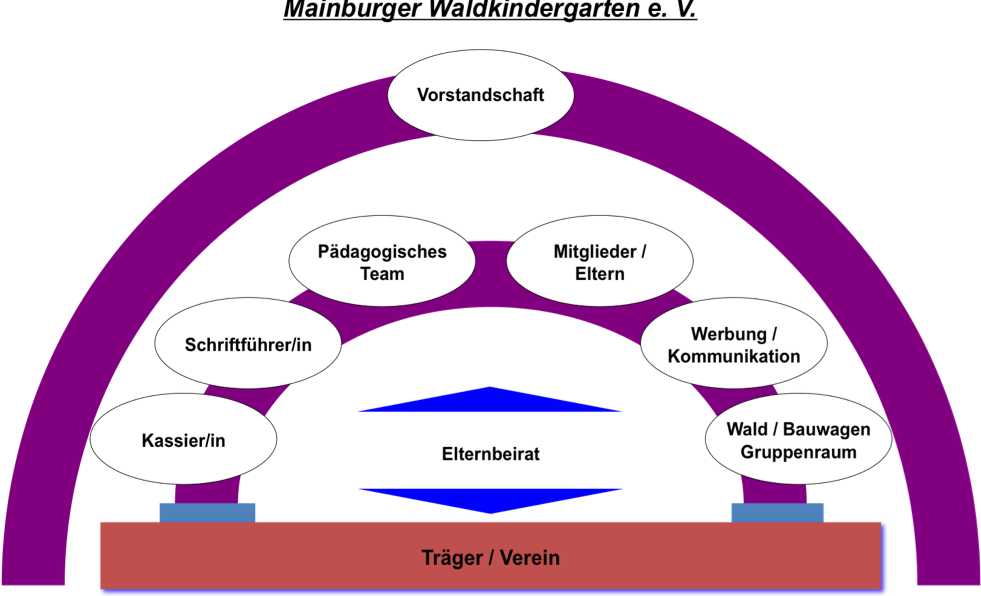 Mainburger Waldkindergarten e. V.
Vorstandschaft
Pädagogisches
Team
Mitglieder /
Eltern
Schriftführer/in
Werbung /
Kommunikation
Kassier/in
Wald / Bauwagen
Gruppenraum
Elternbeirat
Träger / Verein